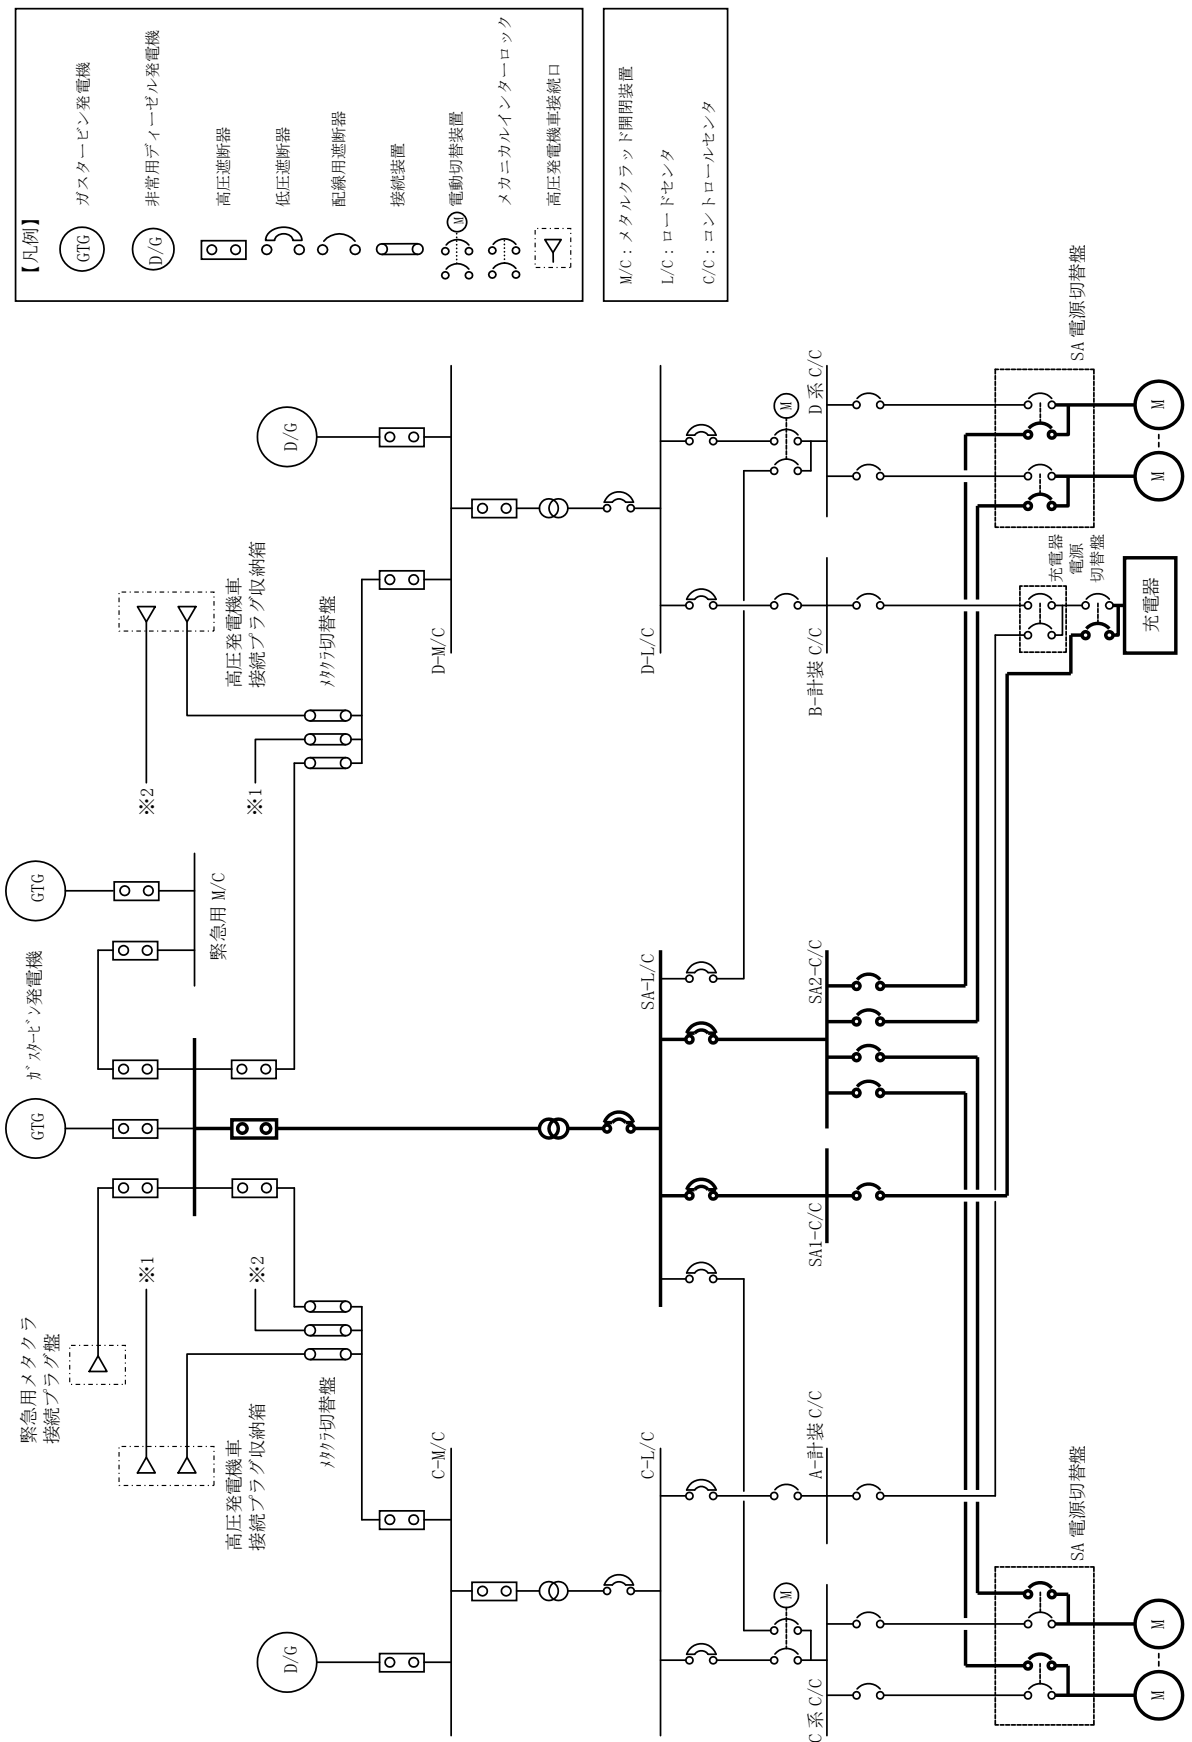 【凡例】
GTG
ガスタービン発電機
D/G
非常用ディーゼル発電機
高圧遮断器
低圧遮断器
配線用遮断器
接続装置
M
電動切替装置
メカニカルインターロック
高圧発電機車接続口
M/C：メタルクラッド開閉装置
L/C：ロードセンタ
C/C：コントロールセンタ
GTG
GTG
ｶﾞｽﾀｰﾋﾞﾝ発電機
緊急用 M/C
緊急用メタクラ
接続プラグ盤
※1
※2
高圧発電機車
接続プラグ収納箱
ﾒﾀｸﾗ切替盤
※2
※1
高圧発電機車
接続プラグ収納箱
ﾒﾀｸﾗ切替盤
D/G
D/G
C-M/C
D-M/C
C-L/C
SA-L/C
D-L/C
M
M
C 系 C/C
A-計装 C/C
SA1-C/C
SA2-C/C
B-計装 C/C
D 系 C/C
SA 電源切替盤
充電器
電源
切替盤
SA 電源切替盤
M
M
充電器
M
M